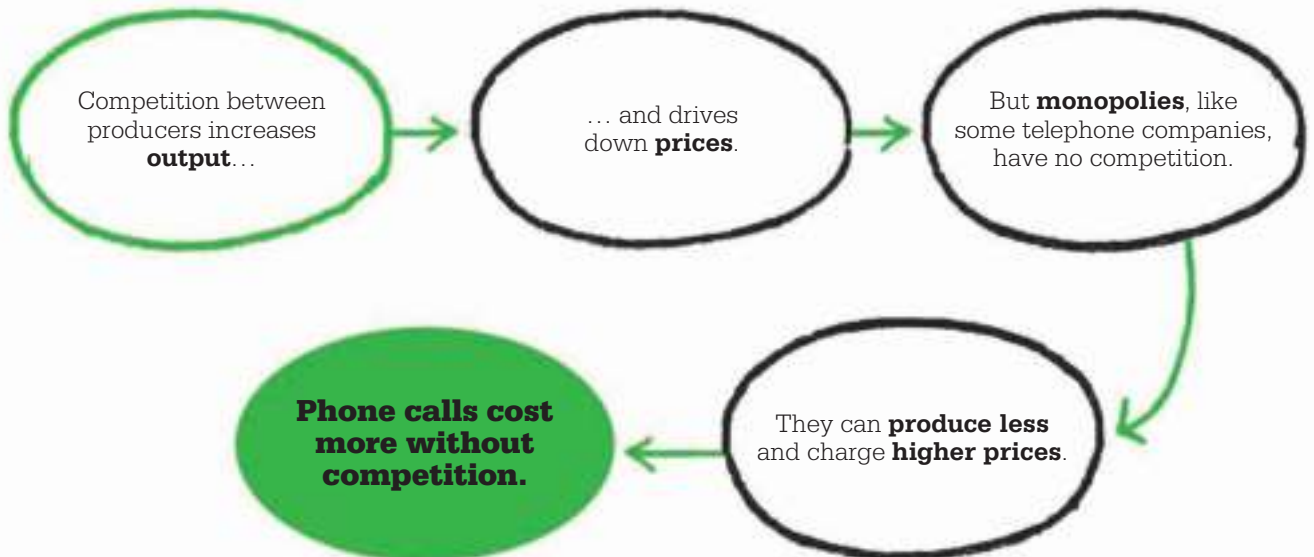 Competition between
producers increases
output…
… and drives
down prices.
But monopolies, like
some telephone companies,
have no competition.
They can produce less
and charge higher prices.
Phone calls cost
more without
competition.